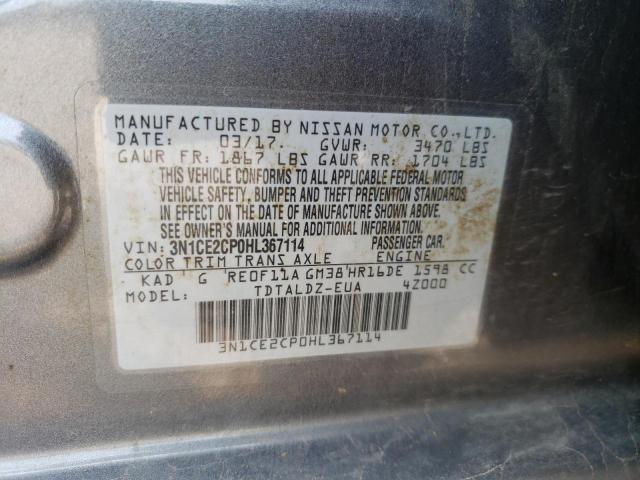 MANUFACTURED BY NISSAN MOTOR CO., LTD.
DATE: 03/17. GVWR: 3470 LBS
GAWR FR: 1867 LBS GAWR RR: 1704 LBS
THIS VEHICLE CONFORMS TO ALL APPLICABLE FEDERAL MOTOR
VEHICLE SAFETY, BUMPER AND THEFT PREVENTION STANDARDS
IN EFFECT ON THE DATE OF MANUFACTURE SHOWN ABOVE.
SEE OWNER'S MANUAL FOR ADDITIONAL INFORMATION.
VIN: 3N1CE2CP0HL367114 PASSENGER CAR.
COLOR TRIM TRANS AXLE ENGINE
KAD G RE0F11A GM38 HR16DE 1598 CC
MODEL: TDTALDZ-EUA 4Z000
3N1CE2CP0HL367114